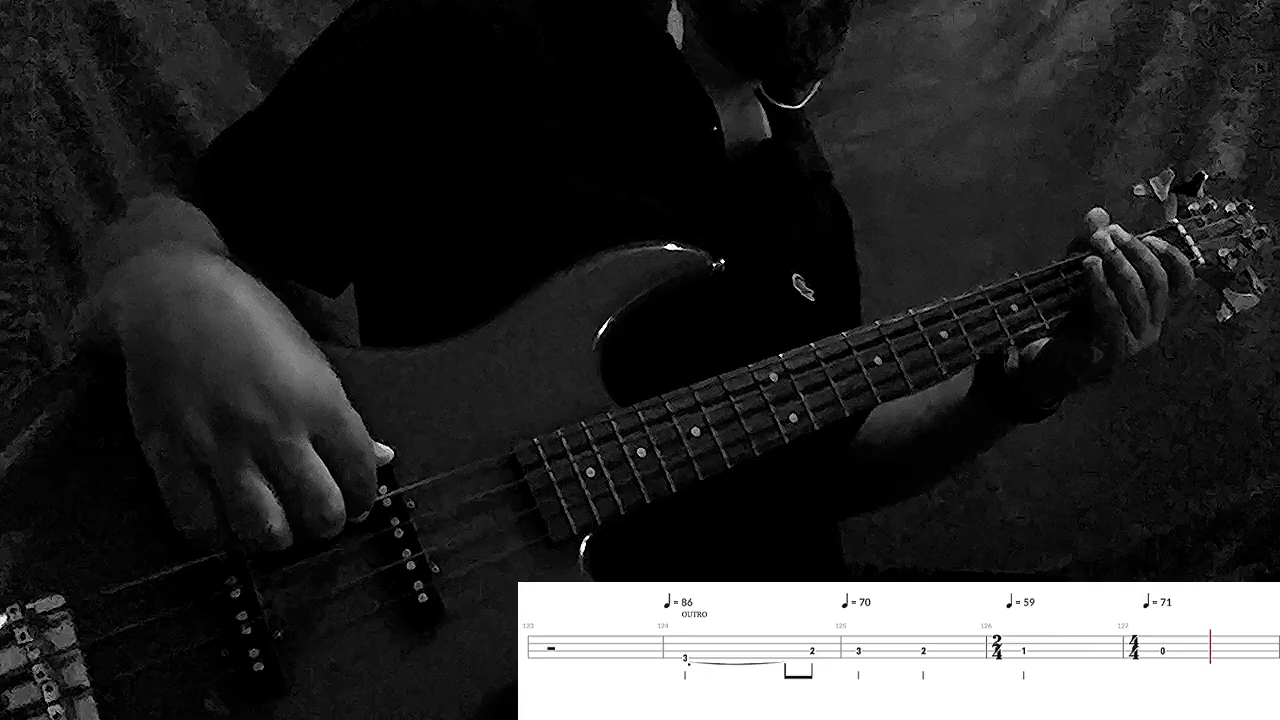 ♩ = 86 ♩ = 70 ♩ = 59 ♩ = 71
OUTRO
123 124 125 126 127
2 4
4 4
3 2 3 2 1 0